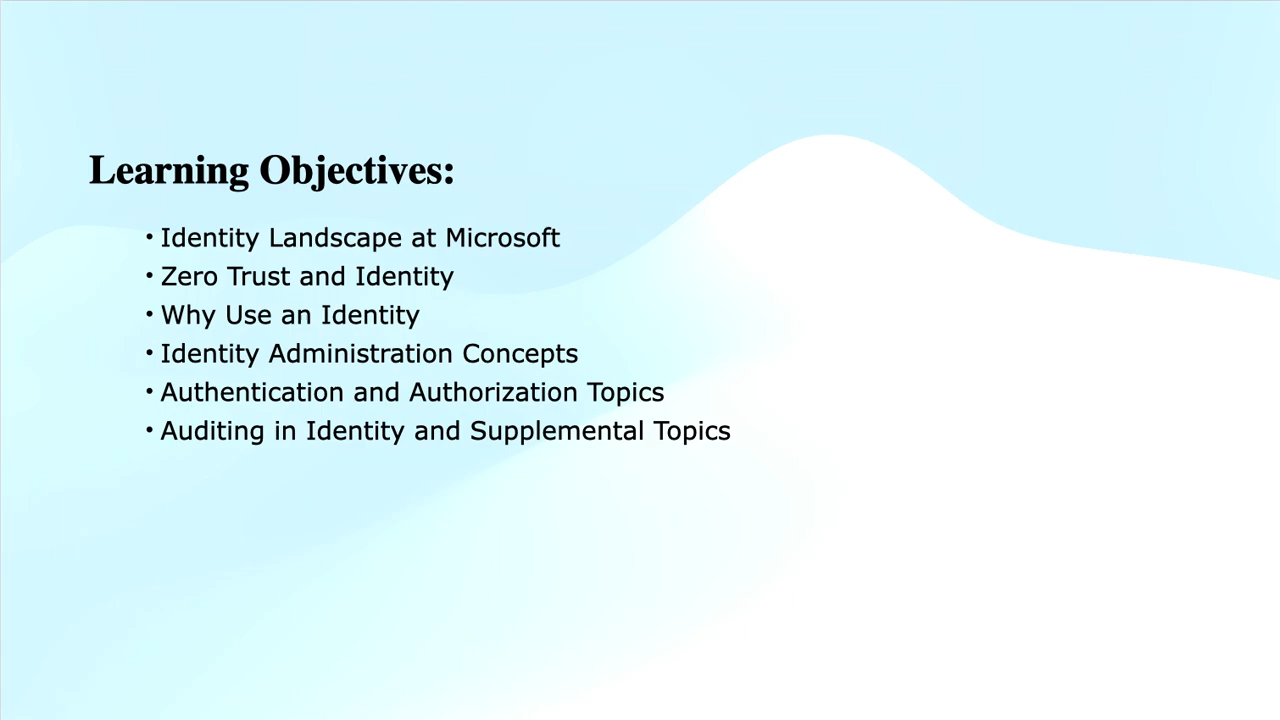 Learning Objectives:
• Identity Landscape at Microsoft
• Zero Trust and Identity
• Why Use an Identity
• Identity Administration Concepts
• Authentication and Authorization Topics
• Auditing in Identity and Supplemental Topics